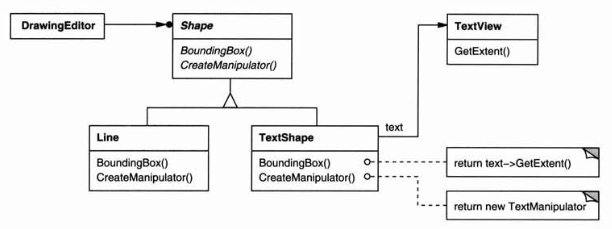 DrawingEditor
Shape
BoundingBox()
CreateManipulator()
TextView
GetExtent()
Line
BoundingBox()
CreateManipulator()
TextShape
BoundingBox()
CreateManipulator()
text
return text->GetExtent()
return new TextManipulator